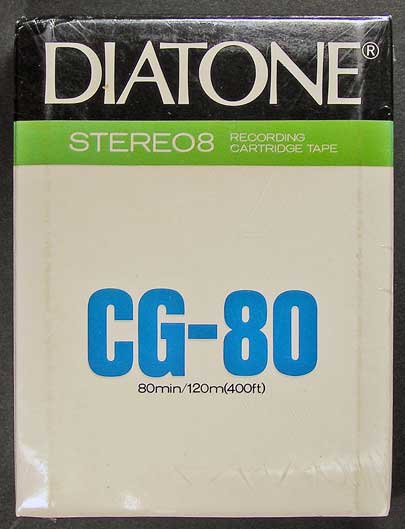 DIATONE®
STEREO8 RECORDING
CARTRIDGE TAPE
CG-80
80min/120m(400ft)